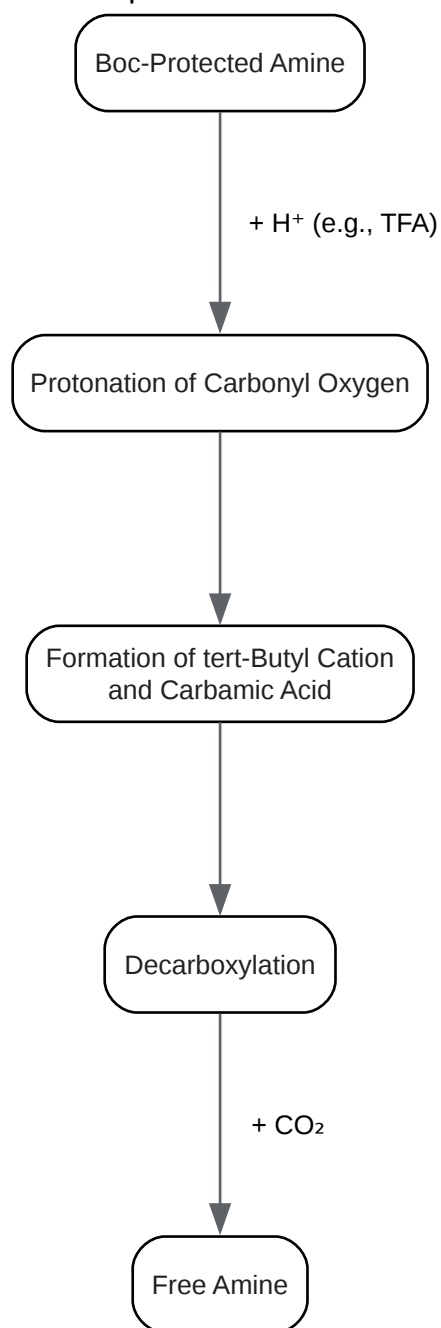 Boc-Protected Amine
+ H⁺ (e.g., TFA)
Protonation of Carbonyl Oxygen
Formation of tert-Butyl Cation
and Carbamic Acid
Decarboxylation
+ CO₂
Free Amine